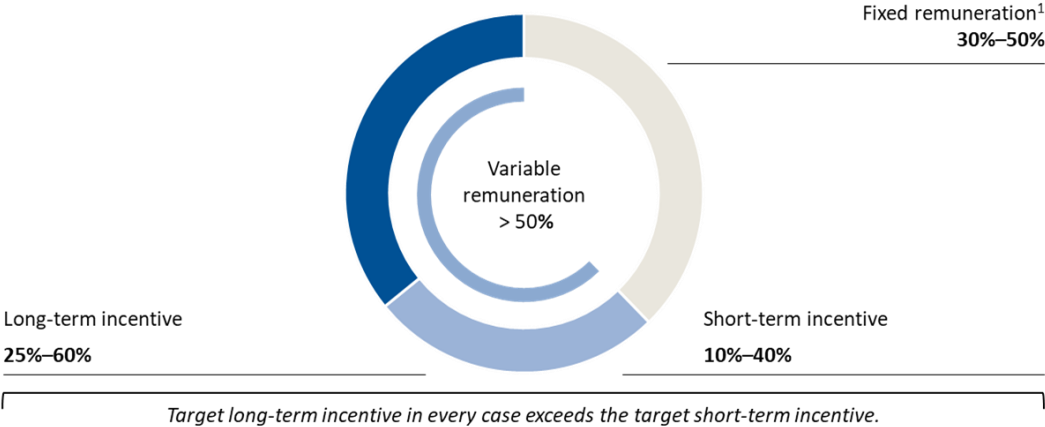 Fixed remuneration¹
30%–50%
Variable
remuneration
> 50%
Long-term incentive
25%–60%
Short-term incentive
10%–40%
Target long-term incentive in every case exceeds the target short-term incentive.